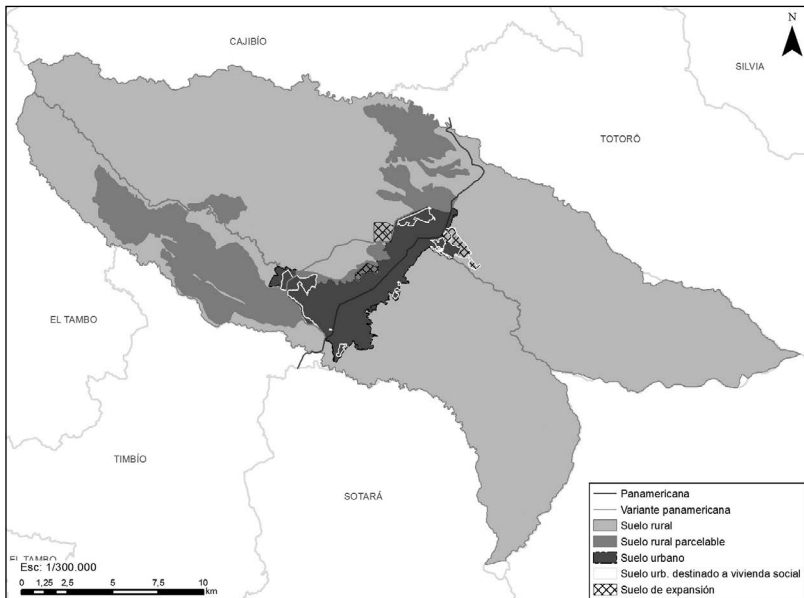 CAJIBÍO
N
SILVIA
TOTORÓ
EL TAMBO
TIMBÍO
SOTARÁ
EL TAMBO
Esc: 1/300.000
0 1,25 2,5 5 7,5 10
km
Panamericana
Variante panamericana
Suelo rural
Suelo rural parcelable
Suelo urbano
Suelo urb. destinado a vivienda social
Suelo de expansión